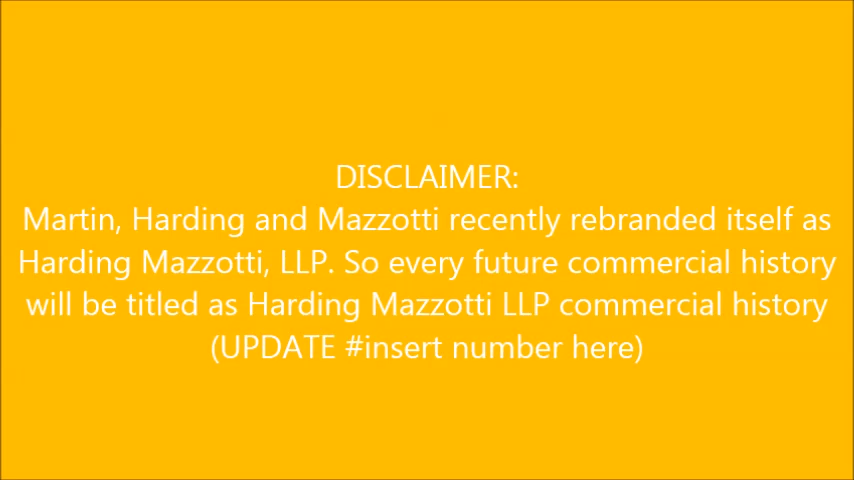 DISCLAIMER:
Martin, Harding and Mazzotti recently rebranded itself as
Harding Mazzotti, LLP. So every future commercial history
will be titled as Harding Mazzotti LLP commercial history
(UPDATE #insert number here)